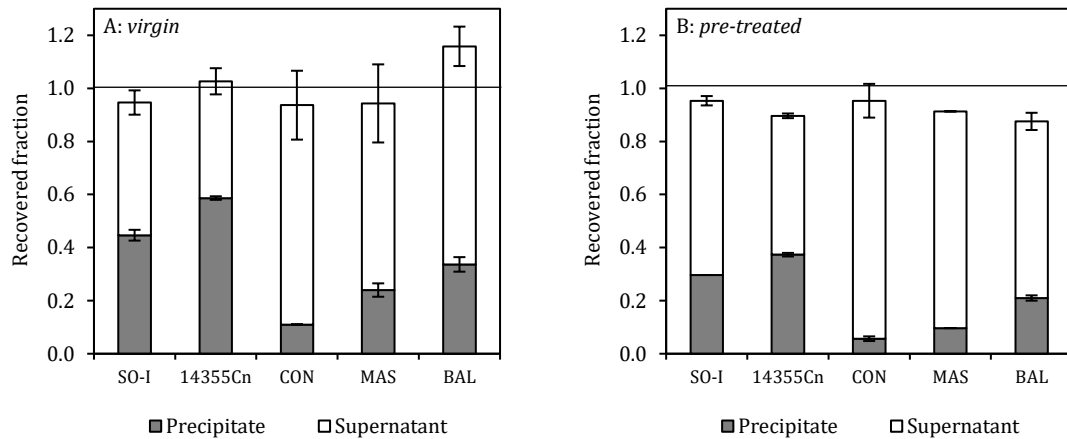 A: virgin
Recovered fraction
1.2
1.0
0.8
0.6
0.4
0.2
0.0
SO-I 14355Cn CON MAS BAL
Precipitate Supernatant
B: pre-treated
Recovered fraction
1.2
1.0
0.8
0.6
0.4
0.2
0.0
SO-I 14355Cn CON MAS BAL
Precipitate Supernatant